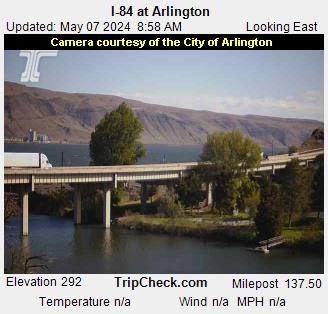 I-84 at Arlington
Updated: May 07 2024 8:58 AM Looking East
Camera courtesy of the City of Arlington
Elevation 292 TripCheck.com Milepost 137.50
Temperature n/a Wind n/a MPH n/a